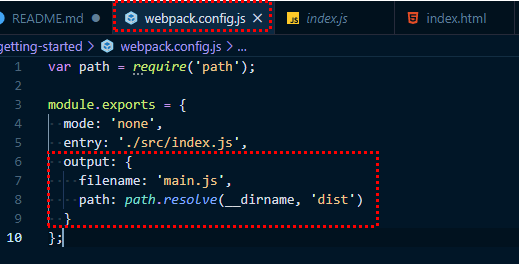 README.md webpack.config.js index.js index.html
getting-started > webpack.config.js > ...
1 var path = require('path');
2
3 module.exports = {
4 mode: 'none',
5 entry: './src/index.js',
6 output: {
7 filename: 'main.js',
8 path: path.resolve(__dirname, 'dist')
9 }
10 };